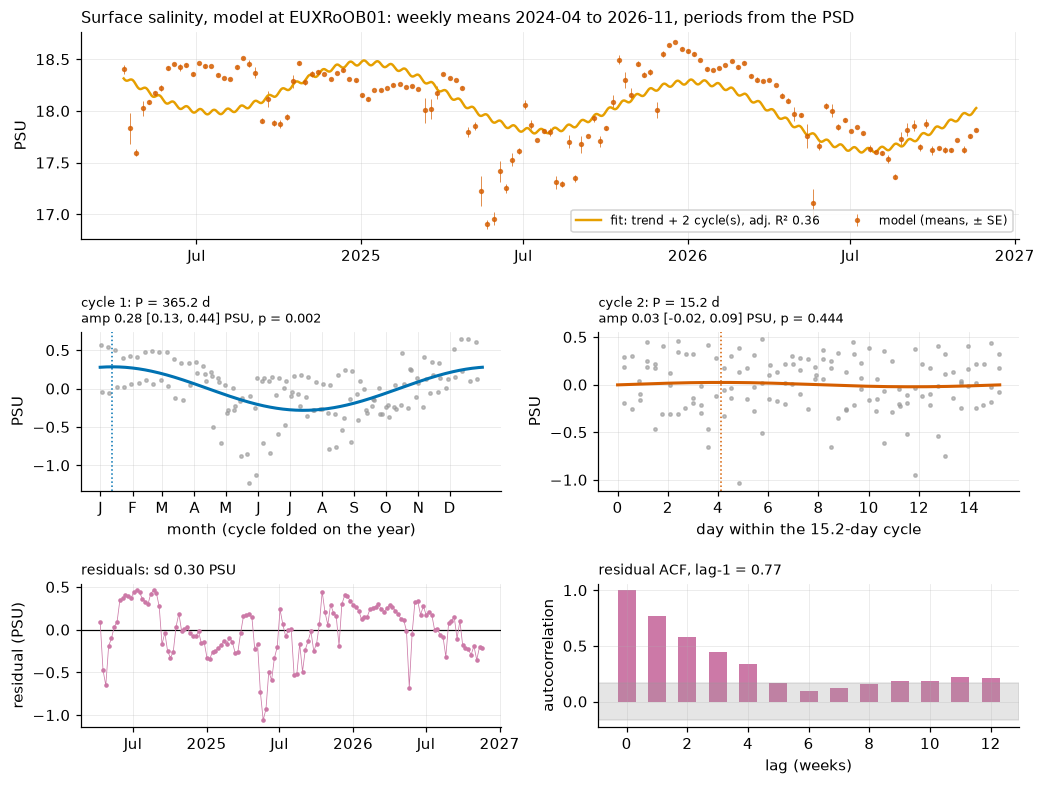 Surface salinity, model at EUXRoOB01: weekly means 2024-04 to 2026-11, periods from the PSD
18.5
18.0
17.5
17.0
PSU
fit: trend + 2 cycle(s), adj. R² 0.36
model (means, ± SE)
Jul 2025 Jul 2026 Jul 2027
cycle 1: P = 365.2 d
amp 0.28 [0.13, 0.44] PSU, p = 0.002
0.5
0.0
−0.5
−1.0
PSU
J F M A M J J A S O N D
month (cycle folded on the year)
cycle 2: P = 15.2 d
amp 0.03 [-0.02, 0.09] PSU, p = 0.444
0.5
0.0
−0.5
−1.0
PSU
0 2 4 6 8 10 12 14
day within the 15.2-day cycle
residuals: sd 0.30 PSU
0.5
0.0
−0.5
−1.0
residual (PSU)
Jul 2025 Jul 2026 Jul 2027
residual ACF, lag-1 = 0.77
1.0
0.5
0.0
autocorrelation
0 2 4 6 8 10 12
lag (weeks)